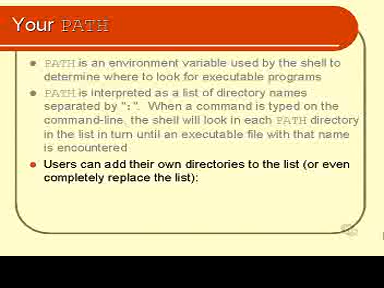 Your PATH
PATH is an environment variable used by the shell to
determine where to look for executable programs
PATH is interpreted as a list of directory names
separated by ":". When a command is typed on the
command-line, the shell will look in each PATH directory
in the list in turn until an executable file with that name
is encountered
Users can add their own directories to the list (or even
completely replace the list):